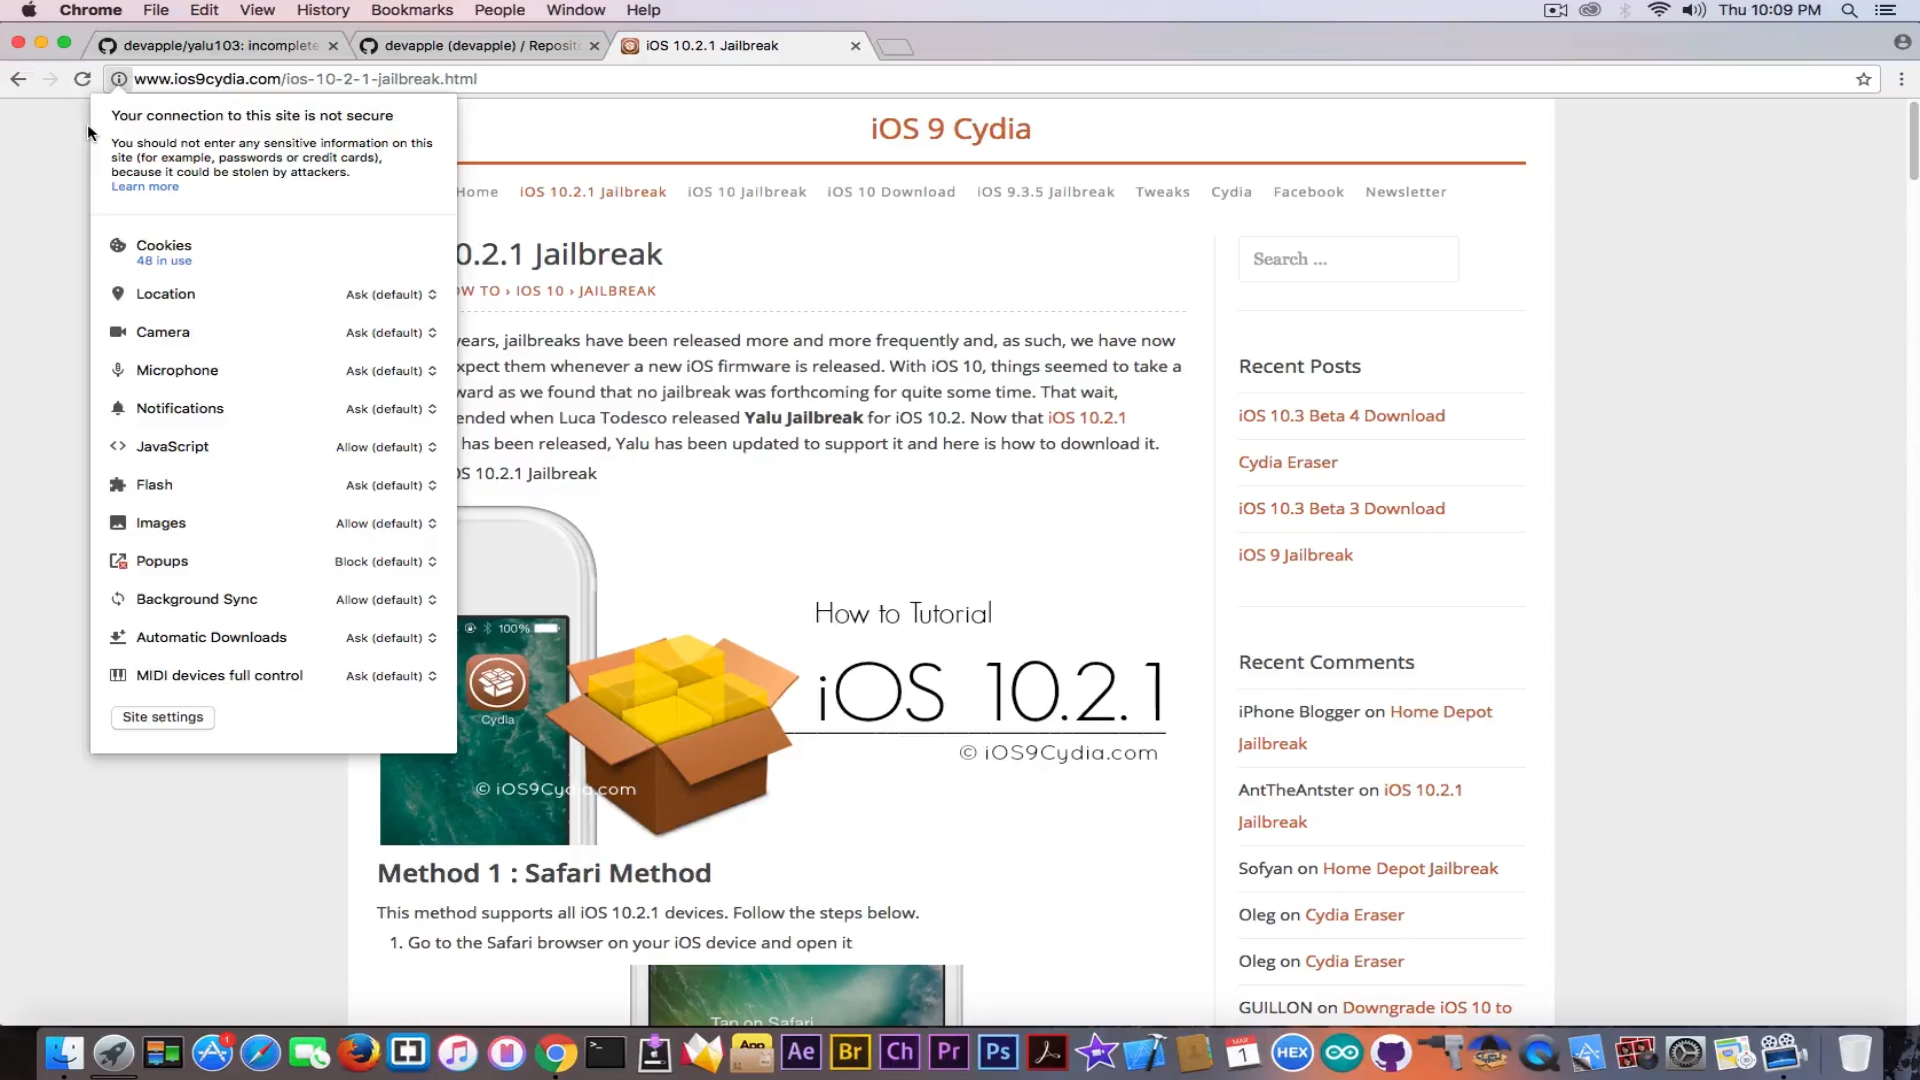 Chrome File Edit View History Bookmarks People Window Help Thu 10:09 PM
devapple/yalu103: incomplete
devapple (devapple) / Reposit
iOS 10.2.1 Jailbreak
www.ios9cydia.com/ios-10-2-1-jailbreak.html
Your connection to this site is not secure
You should not enter any sensitive information on this
site (for example, passwords or credit cards),
because it could be stolen by attackers.
Learn more
Cookies
48 in use
Location Ask (default)
Camera Ask (default)
Microphone Ask (default)
Notifications Ask (default)
JavaScript Allow (default)
Flash Ask (default)
Images Allow (default)
Popups Block (default)
Background Sync Allow (default)
Automatic Downloads Ask (default)
MIDI devices full control Ask (default)
Site settings
iOS 9 Cydia
Home iOS 10.2.1 Jailbreak iOS 10 Jailbreak iOS 10 Download iOS 9.3.5 Jailbreak Tweaks Cydia Facebook Newsletter
0.2.1 Jailbreak
OW TO › IOS 10 › JAILBREAK
years, jailbreaks have been released more and more frequently and, as such, we have now
xpect them whenever a new iOS firmware is released. With iOS 10, things seemed to take a
ward as we found that no jailbreak was forthcoming for quite some time. That wait,
ended when Luca Todesco released Yalu Jailbreak for iOS 10.2. Now that iOS 10.2.1
has been released, Yalu has been updated to support it and here is how to download it.
OS 10.2.1 Jailbreak
100%
Cydia
© iOS9Cydia.com
How to Tutorial
iOS 10.2.1
© iOS9Cydia.com
Method 1 : Safari Method
This method supports all iOS 10.2.1 devices. Follow the steps below.
1. Go to the Safari browser on your iOS device and open it
Tap on Safari
Search ...
Recent Posts
iOS 10.3 Beta 4 Download
Cydia Eraser
iOS 10.3 Beta 3 Download
iOS 9 Jailbreak
Recent Comments
iPhone Blogger on Home Depot
Jailbreak
AntTheAntster on iOS 10.2.1
Jailbreak
Sofyan on Home Depot Jailbreak
Oleg on Cydia Eraser
Oleg on Cydia Eraser
GUILLON on Downgrade iOS 10 to
1
App
Ae
Br
Ch
Pr
Ps
1
HEX